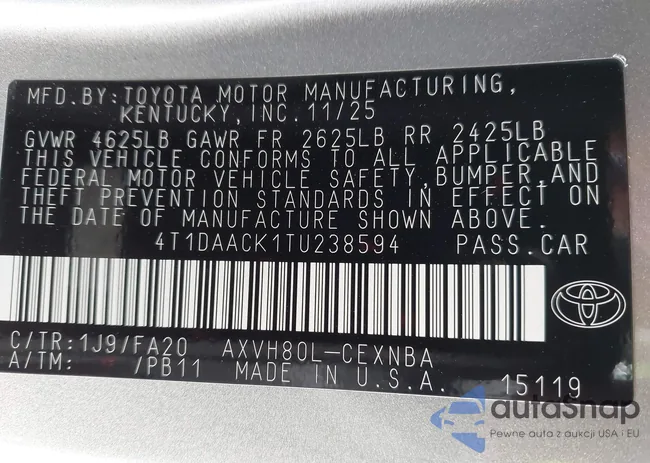 MFD.BY:TOYOTA MOTOR MANUFACTURING,
KENTUCKY,INC.11/25
GVWR 4625LB GAWR FR 2625LB RR 2425LB
THIS VEHICLE CONFORMS TO ALL APPLICABLE
FEDERAL MOTOR VEHICLE SAFETY,BUMPER,AND
THEFT PREVENTION STANDARDS IN EFFECT ON
THE DATE OF MANUFACTURE SHOWN ABOVE.
4T1DAACK1TU238594 PASS.CAR
C/TR:1J9/FA20 AXVH80L-CEXNBA
A/TM: /PB11 MADE IN U.S.A. 15119
autoSnap
Pewne auta z aukcji USA i EU